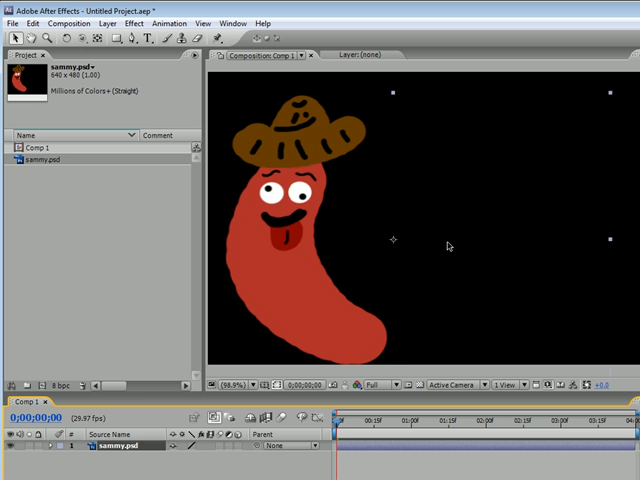 Adobe After Effects - Untitled Project.aep *
File Edit Composition Layer Effect Animation View Window Help
Project × Composition: Comp 1 Layer: (none)
sammy.psd
640 x 480 (1.00)
Millions of Colors+ (Straight)
Name Comment
Comp 1
sammy.psd
8 bpc (98.9%) 0;00;00;00 Full Active Camera 1 View +0.0
Comp 1 ×
0;00;00;00 (29.97 fps) 00:15f 01:00f 01:15f 02:00f 02:15f 03:00f 03:15f
# Source Name Parent
1 sammy.psd None